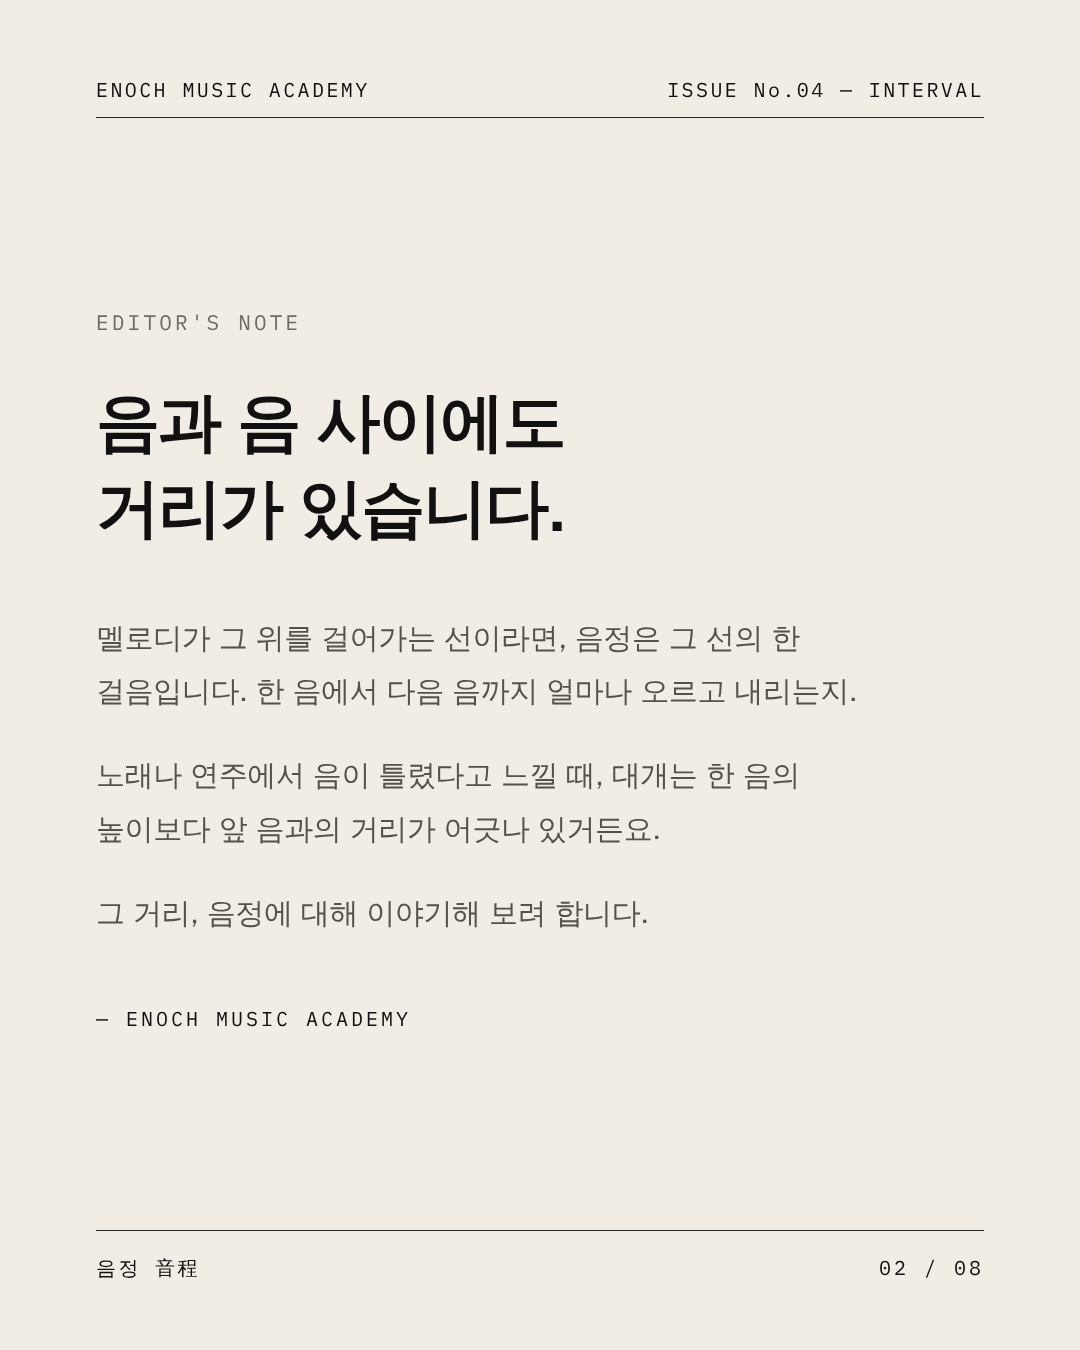 ENOCH MUSIC ACADEMY
ISSUE No.04 — INTERVAL
EDITOR'S NOTE
음과 음 사이에도
거리가 있습니다.
멜로디가 그 위를 걸어가는 선이라면, 음정은 그 선의 한
걸음입니다. 한 음에서 다음 음까지 얼마나 오르고 내리는지.
노래나 연주에서 음이 틀렸다고 느낄 때, 대개는 한 음의
높이보다 앞 음과의 거리가 어긋나 있거든요.
그 거리, 음정에 대해 이야기해 보려 합니다.
— ENOCH MUSIC ACADEMY
음정 音程
02 / 08